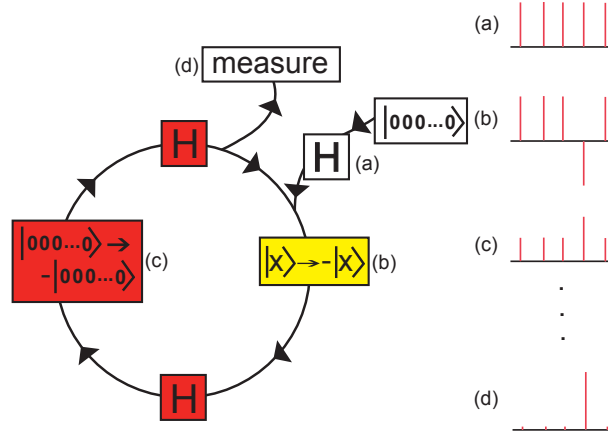 (d) measure
|000...0⟩ (b)
H (a)
H
|000...0⟩ →
-|000...0⟩ (c)
|X⟩→-|X⟩ (b)
H
(a)
(c)
(d)